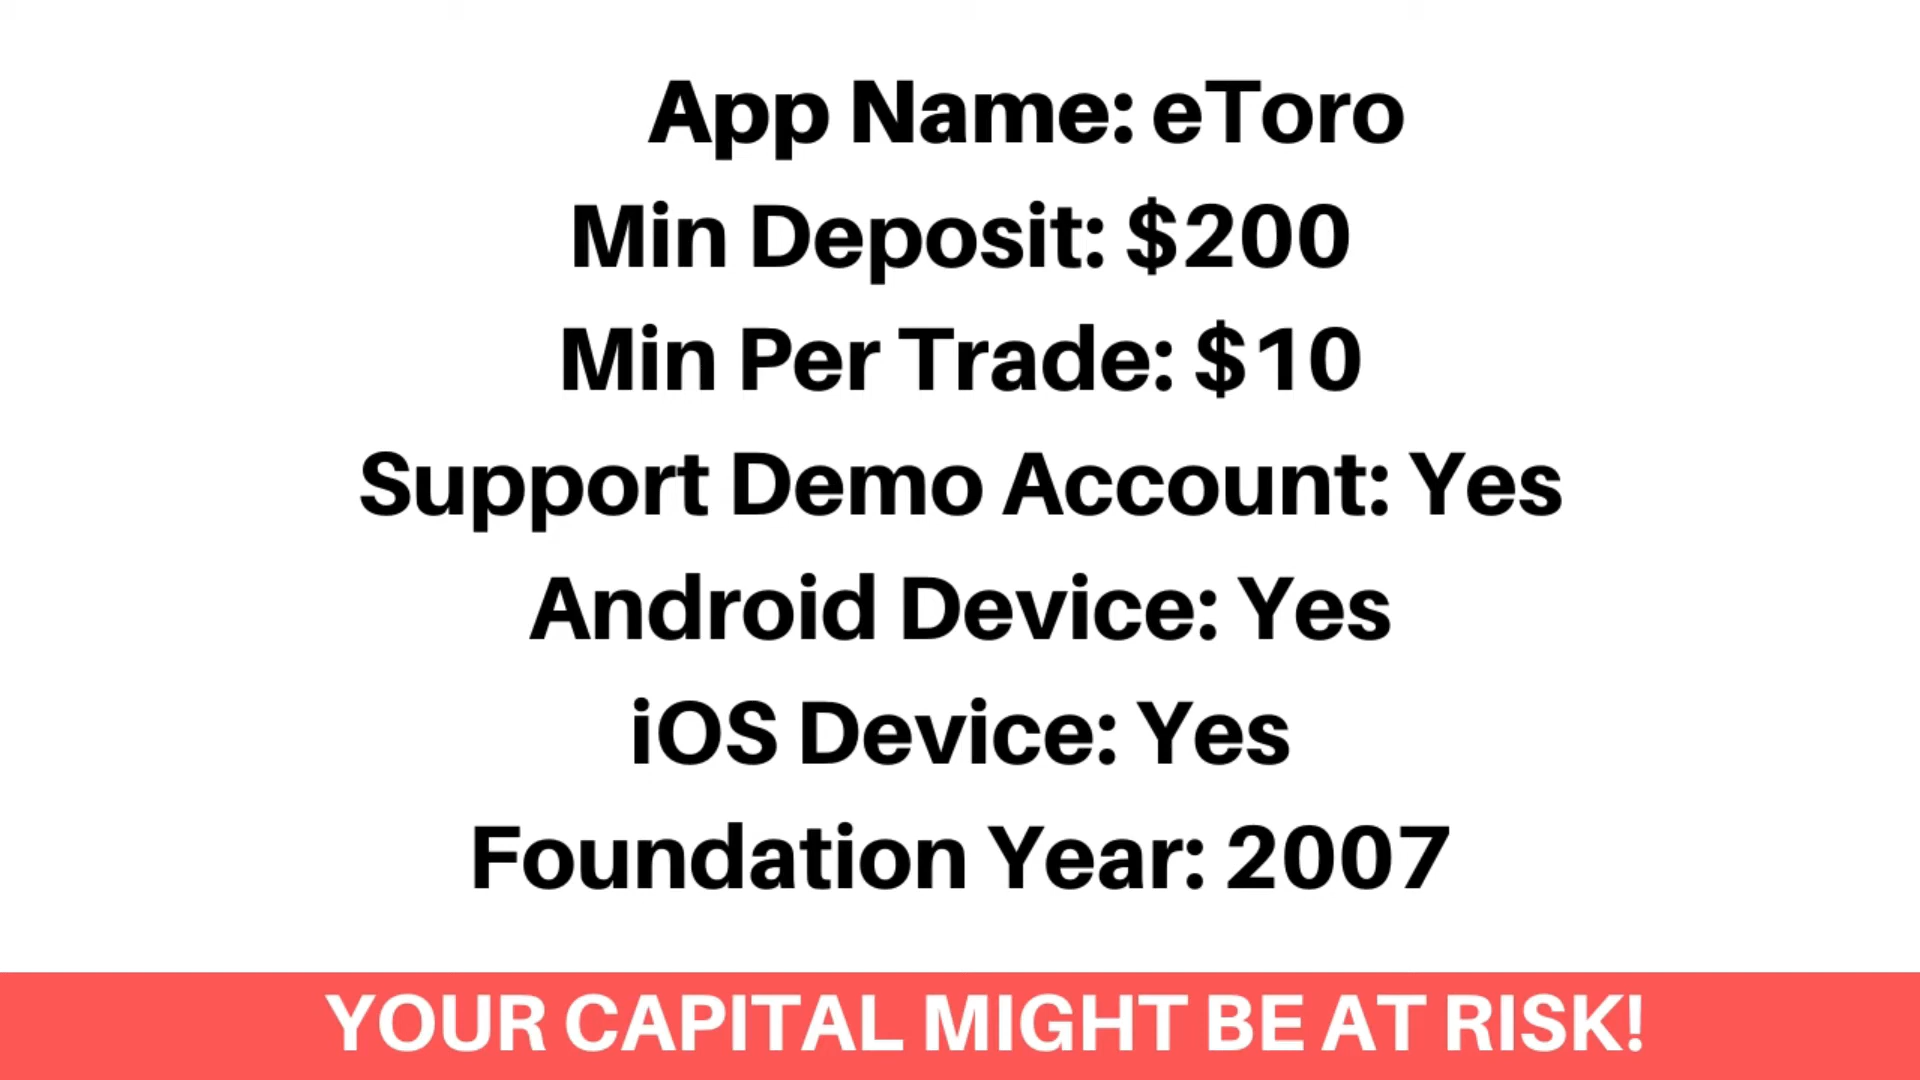 App Name: eToro
Min Deposit: $200
Min Per Trade: $10
Support Demo Account: Yes
Android Device: Yes
iOS Device: Yes
Foundation Year: 2007
YOUR CAPITAL MIGHT BE AT RISK!